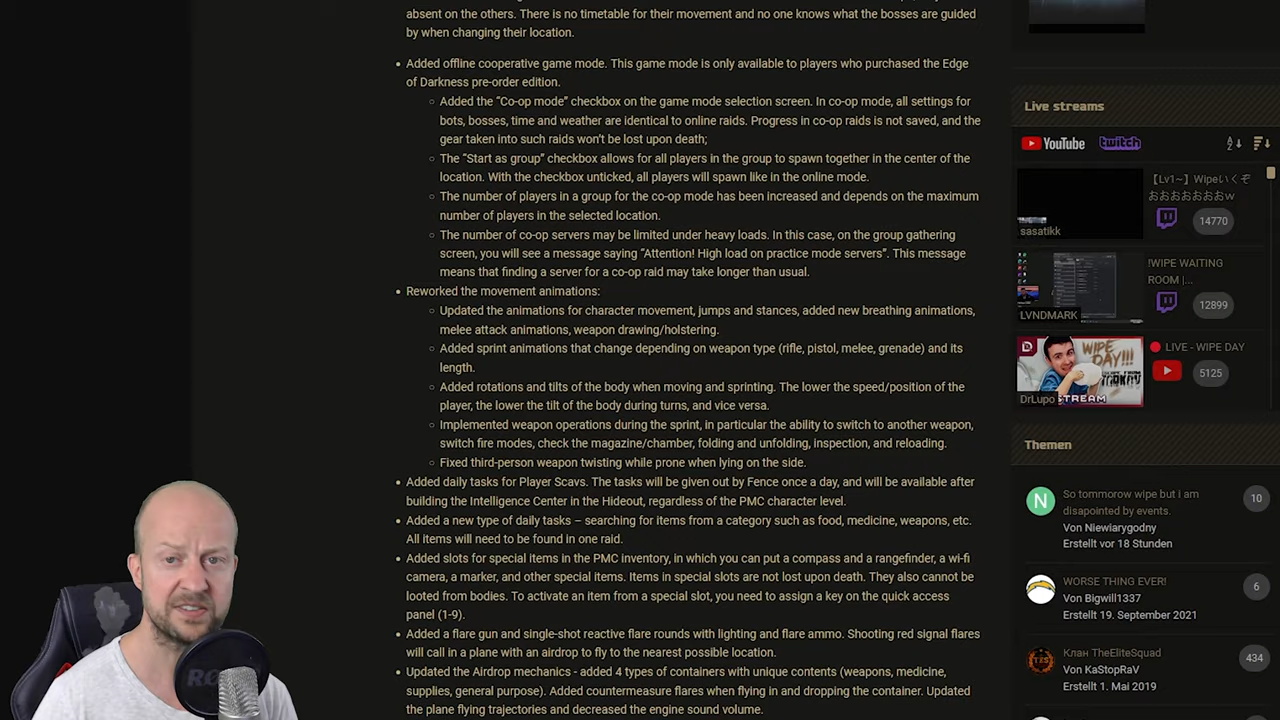 absent on the others. There is no timetable for their movement and no one knows what the bosses are guided
by when changing their location.
Added offline cooperative game mode. This game mode is only available to players who purchased the Edge
of Darkness pre-order edition.
Added the “Co-op mode” checkbox on the game mode selection screen. In co-op mode, all settings for
bots, bosses, time and weather are identical to online raids. Progress in co-op raids is not saved, and the
gear taken into such raids won’t be lost upon death;
The “Start as group” checkbox allows for all players in the group to spawn together in the center of the
location. With the checkbox unticked, all players will spawn like in the online mode.
The number of players in a group for the co-op mode has been increased and depends on the maximum
number of players in the selected location.
The number of co-op servers may be limited under heavy loads. In this case, on the group gathering
screen, you will see a message saying “Attention! High load on practice mode servers”. This message
means that finding a server for a co-op raid may take longer than usual.
Reworked the movement animations:
Updated the animations for character movement, jumps and stances, added new breathing animations,
melee attack animations, weapon drawing/holstering.
Added sprint animations that change depending on weapon type (rifle, pistol, melee, grenade) and its
length.
Added rotations and tilts of the body when moving and sprinting. The lower the speed/position of the
player, the lower the tilt of the body during turns, and vice versa.
Implemented weapon operations during the sprint, in particular the ability to switch to another weapon,
switch fire modes, check the magazine/chamber, folding and unfolding, inspection, and reloading.
Fixed third-person weapon twisting while prone when lying on the side.
Added daily tasks for Player Scavs. The tasks will be given out by Fence once a day, and will be available after
building the Intelligence Center in the Hideout, regardless of the PMC character level.
Added a new type of daily tasks – searching for items from a category such as food, medicine, weapons, etc.
All items will need to be found in one raid.
Added slots for special items in the PMC inventory, in which you can put a compass and a rangefinder, a wi-fi
camera, a marker, and other special items. Items in special slots are not lost upon death. They also cannot be
looted from bodies. To activate an item from a special slot, you need to assign a key on the quick access
panel (1-9).
Added a flare gun and single-shot reactive flare rounds with lighting and flare ammo. Shooting red signal flares
will call in a plane with an airdrop to fly to the nearest possible location.
Updated the Airdrop mechanics - added 4 types of containers with unique contents (weapons, medicine,
supplies, general purpose). Added countermeasure flares when flying in and dropping the container. Updated
the plane flying trajectories and decreased the engine sound volume.
Live streams
YouTube twitch
【Lv1~】Wipeいくぞ
おおおおおおおw
sasatikk
14770
!WIPE WAITING
ROOM |...
LVNDMARK
12899
LIVE - WIPE DAY
WIPE
DAY!!!
STREAM
DrLupo
5125
Themen
N
So tommorow wipe but I am
disapointed by events.
10
Von Niewiarygodny
Erstellt vor 18 Stunden
WORSE THING EVER!
6
Von Bigwill1337
Erstellt 19. September 2021
Клан TheEliteSquad
434
Von KaStopRaV
Erstellt 1. Mai 2019